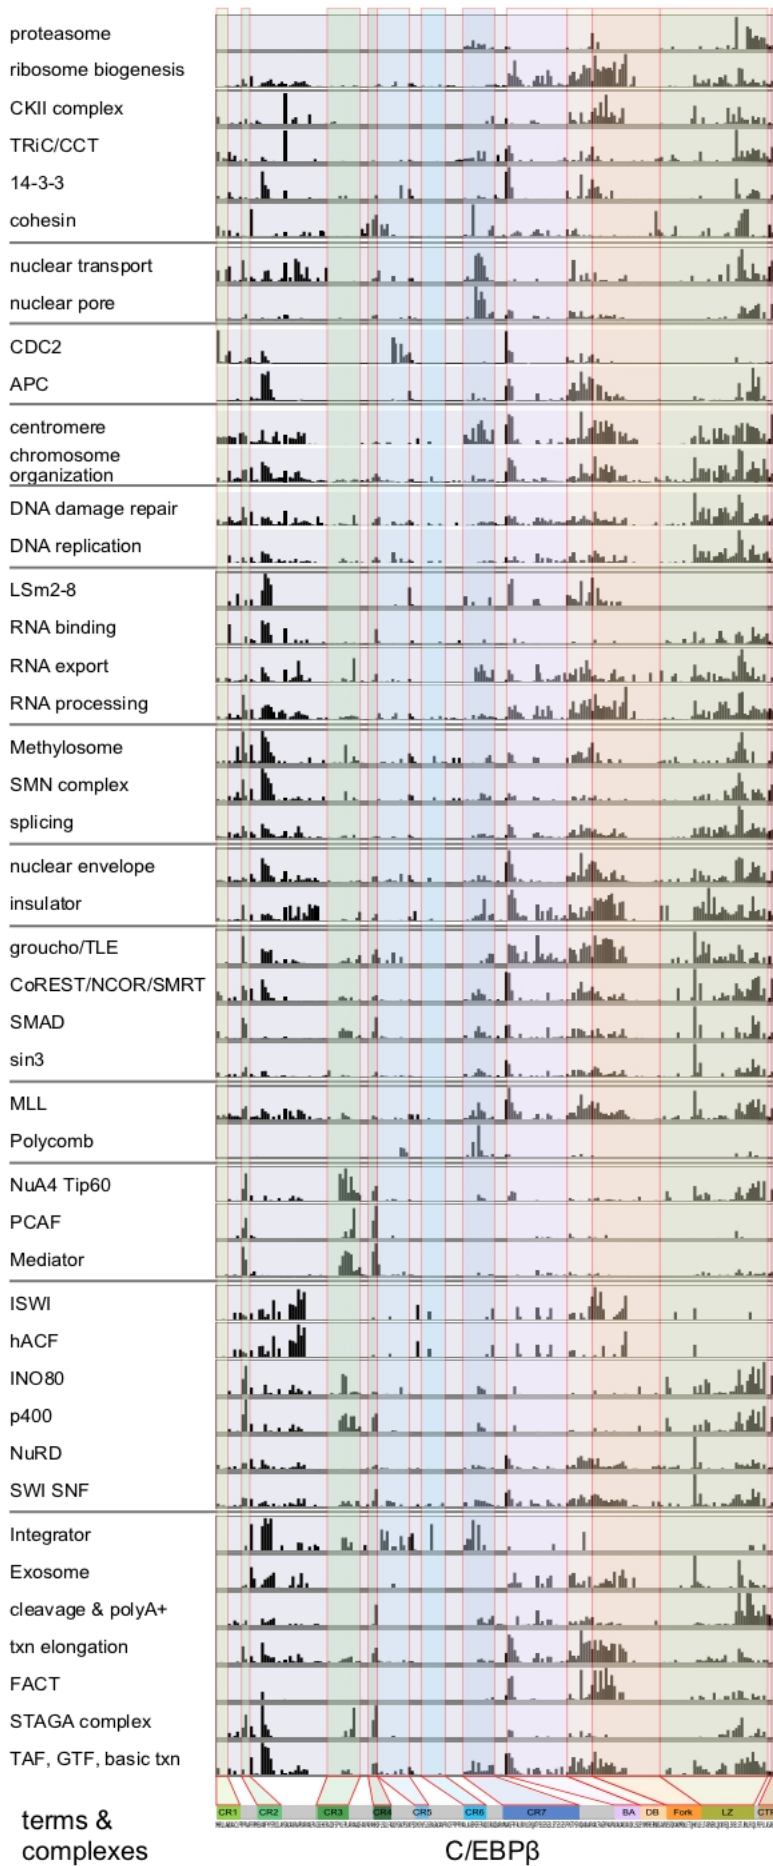 proteasome
ribosome biogenesis
CKII complex
TRiC/CCT
14-3-3
cohesin
nuclear transport
nuclear pore
CDC2
APC
centromere
chromosome
organization
DNA damage repair
DNA replication
LSm2-8
RNA binding
RNA export
RNA processing
Methylosome
SMN complex
splicing
nuclear envelope
insulator
groucho/TLE
CoREST/NCOR/SMRT
SMAD
sin3
MLL
Polycomb
NuA4 Tip60
PCAF
Mediator
ISWI
hACF
INO80
p400
NuRD
SWI SNF
Integrator
Exosome
cleavage & polyA+
txn elongation
FACT
STAGA complex
TAF, GTF, basic txn
CR1 CR2 CR3 CR4 CR5 CR6 CR7 BA DB Fork LZ CTR
terms &
complexes
C/EBPβ